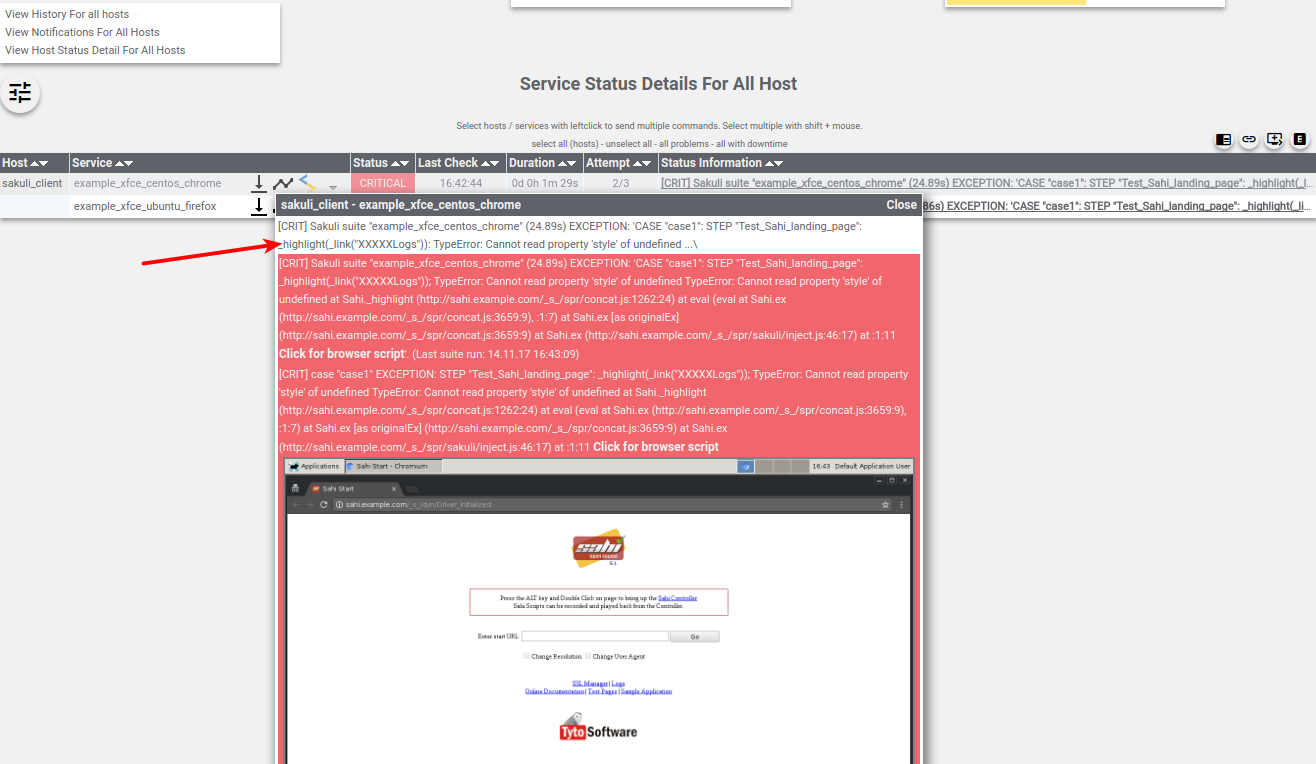 View History For all hosts
View Notifications For All Hosts
View Host Status Detail For All Hosts
Service Status Details For All Host
Select hosts / services with leftclick to send multiple commands. Select multiple with shift + mouse.
select all (hosts) - unselect all - all problems - all with downtime
E
Host Service Status Last Check Duration Attempt Status Information
sakuli_client example_xfce_centos_chrome CRITICAL 16:42:44 0d 0h 1m 29s 2/3 [CRIT] Sakuli suite "example_xfce_centos_chrome" (24.89s) EXCEPTION: 'CASE "case1": STEP "Test_Sahi_landing_page": _highlight(_l...
example_xfce_ubuntu_firefox 86s) EXCEPTION: 'CASE "case1": STEP "Test_Sahi_landing_page": _highlight(_li...
sakuli_client - example_xfce_centos_chrome Close
[CRIT] Sakuli suite "example_xfce_centos_chrome" (24.89s) EXCEPTION: 'CASE "case1": STEP "Test_Sahi_landing_page":
_highlight(_link("XXXXXLogs")): TypeError: Cannot read property 'style' of undefined ...\
[CRIT] Sakuli suite "example_xfce_centos_chrome" (24.89s) EXCEPTION: 'CASE "case1": STEP "Test_Sahi_landing_page":
_highlight(_link("XXXXXLogs")); TypeError: Cannot read property 'style' of undefined TypeError: Cannot read property 'style' of
undefined at Sahi._highlight (http://sahi.example.com/_s_/spr/concat.js:1262:24) at eval (eval at Sahi.ex
(http://sahi.example.com/_s_/spr/concat.js:3659:9), :1:7) at Sahi.ex [as originalEx]
(http://sahi.example.com/_s_/spr/concat.js:3659:9) at Sahi.ex (http://sahi.example.com/_s_/spr/sakuli/inject.js:46:17) at :1:11
Click for browser script'. (Last suite run: 14.11.17 16:43:09)
[CRIT] case "case1" EXCEPTION: STEP "Test_Sahi_landing_page": _highlight(_link("XXXXXLogs")); TypeError: Cannot read property
'style' of undefined TypeError: Cannot read property 'style' of undefined at Sahi._highlight
(http://sahi.example.com/_s_/spr/concat.js:1262:24) at eval (eval at Sahi.ex (http://sahi.example.com/_s_/spr/concat.js:3659:9),
:1:7) at Sahi.ex [as originalEx] (http://sahi.example.com/_s_/spr/concat.js:3659:9) at Sahi.ex
(http://sahi.example.com/_s_/spr/sakuli/inject.js:46:17) at :1:11 Click for browser script
Applications Sahi Start - Chromium 16:43 Default Application User
Sahi Start
sahi.example.com/_s_/dyn/Driver_initialized
sahi
open source
5.1
Press the ALT key and Double Click on page to bring up the Sahi Controller
Sahi Scripts can be recorded and played back from the Controller.
Enter start URL: Go
Change Resolution Change User Agent
SSL Manager | Logs
Online Documentation | Test Pages | Sample Application
Tyto Software